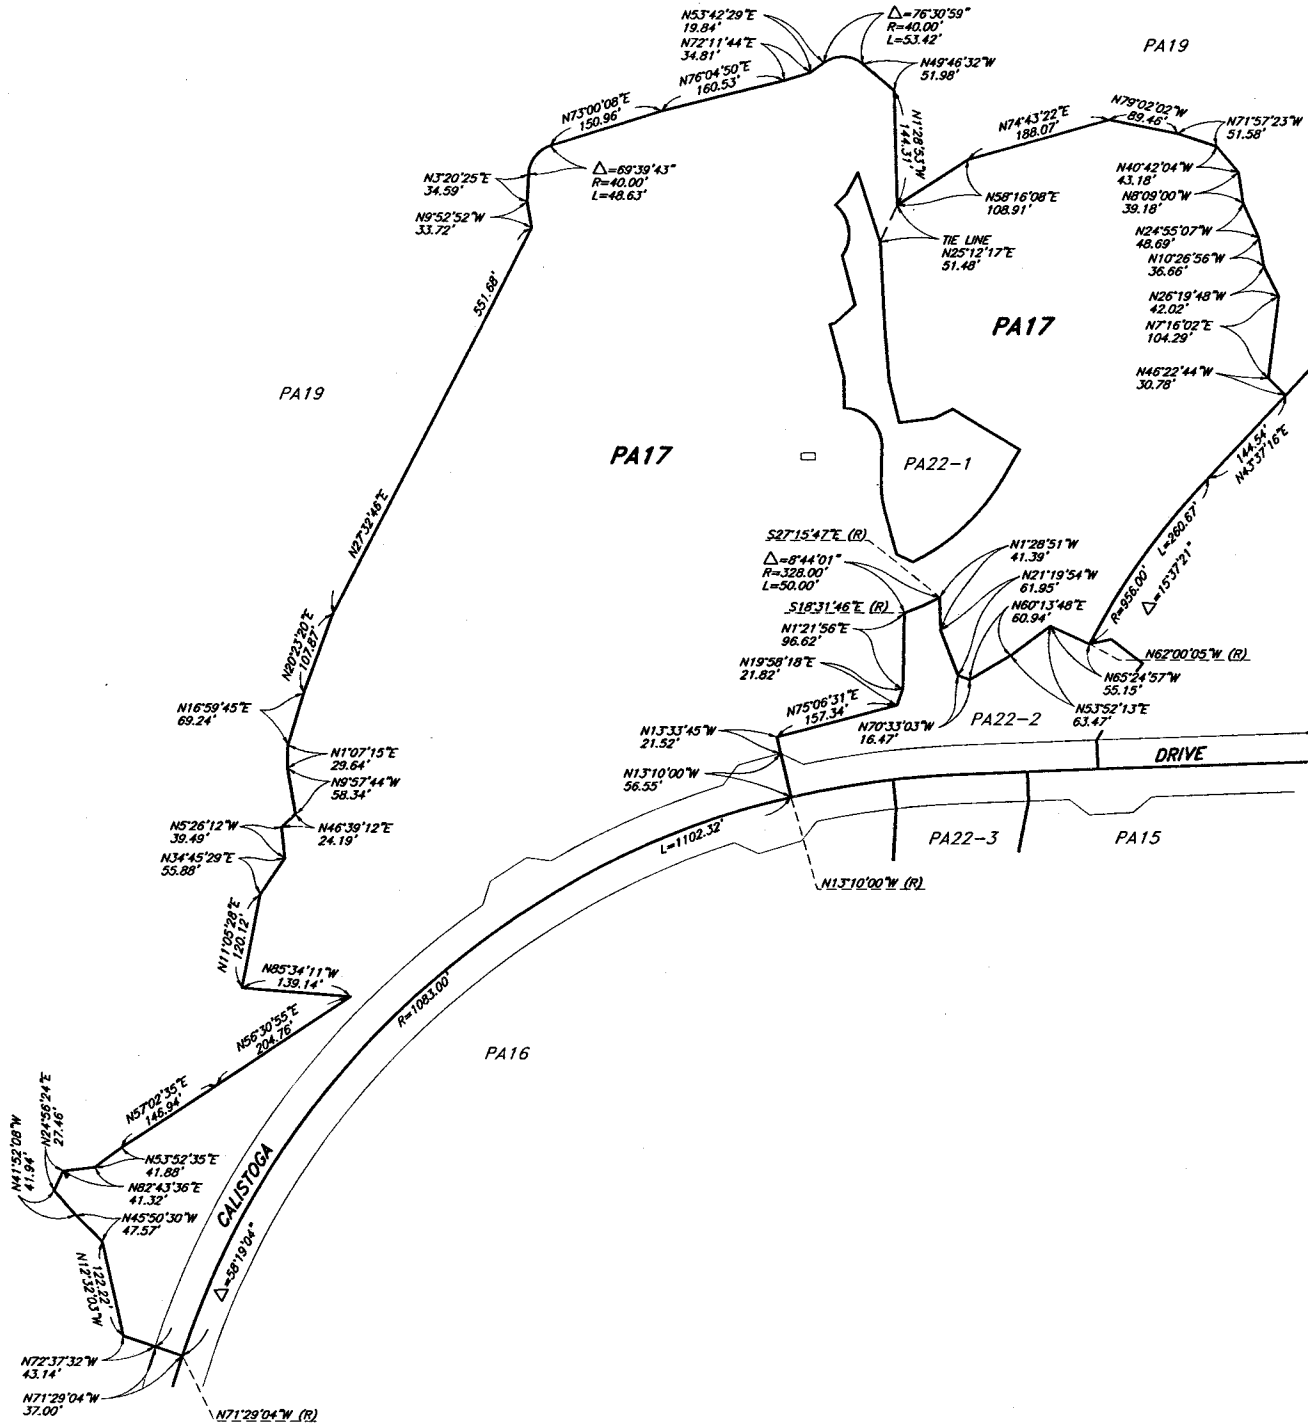 N53°42'29"E
19.84'
N72°11'44"E
34.81'
△=76°30'59"
R=40.00'
L=53.42'
N49°46'32"W
51.98'
PA19
N76°04'50"E
160.53'
N73°00'08"E
150.96'
N1°28'53"W
144.31'
N74°43'22"E
188.07'
N79°02'02"W
89.46'
N71°57'23"W
51.58'
N40°42'04"W
43.18'
N8°09'00"W
39.18'
N24°55'07"W
48.69'
N10°26'56"W
36.66'
N26°19'48"W
42.02'
N7°16'02"E
104.29'
N46°22'44"W
30.78'
N3°20'25"E
34.59'
N9°52'52"W
33.72'
△=69°39'43"
R=40.00'
L=48.63'
N58°16'08"E
108.91'
TIE LINE
N25°12'17"E
51.48'
551.68'
N27°32'46"E
PA17
PA19
PA17
PA22-1
144.54'
N43°37'16"E
L=260.67'
R=956.00'
△=15°37'21"
S27°15'47"E (R)
△=8°44'01"
R=328.00'
L=50.00'
S18°31'46"E (R)
N1°21'56"E
96.62'
N19°58'18"E
21.82'
N1°28'51"W
41.39'
N21°19'54"W
61.95'
N60°13'48"E
60.94'
N62°00'05"W (R)
N65°24'57"W
55.15'
N53°52'13"E
63.47'
N75°06'31"E
157.34'
N70°33'03"W
16.47'
PA22-2
N13°33'45"W
21.52'
N13°10'00"W
56.55'
DRIVE
N20°23'20"E
107.87'
N16°59'45"E
69.24'
N1°07'15"E
29.64'
N9°57'44"W
58.34'
N5°26'12"W
39.49'
N46°39'12"E
24.19'
N34°45'29"E
55.88'
L=1102.32'
PA22-3
PA15
N13°10'00"W (R)
N11°05'28"E
120.12'
N85°34'11"W
139.14'
R=1083.00'
N56°30'55"E
204.76'
PA16
N57°02'35"E
146.94'
N24°56'24"E
27.46'
N41°52'08"W
41.94'
N53°52'35"E
41.88'
N82°43'36"E
41.32'
N45°50'30"W
47.57'
CALISTOGA
△=58°19'04"
122.22'
N12°32'03"W
N72°37'32"W
43.14'
N71°29'04"W
37.00'
N71°29'04"W (R)